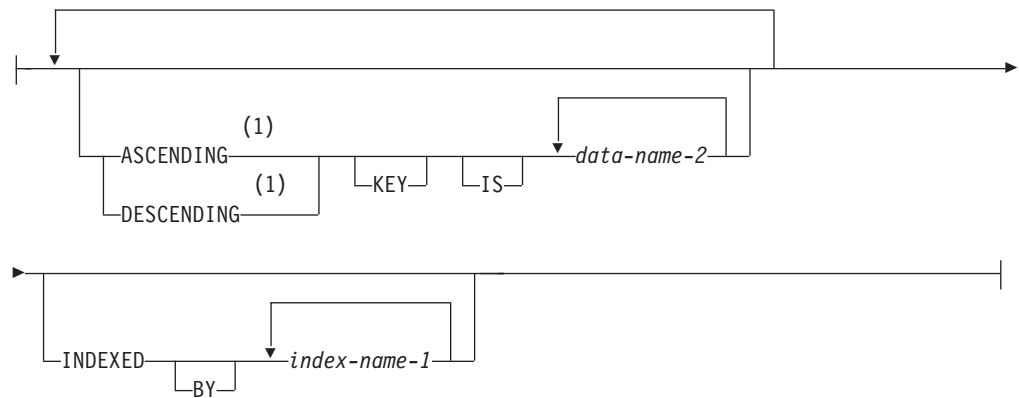 (1)
ASCENDING
data-name-2
(1)
KEY
IS
DESCENDING
INDEXED
index-name-1
BY